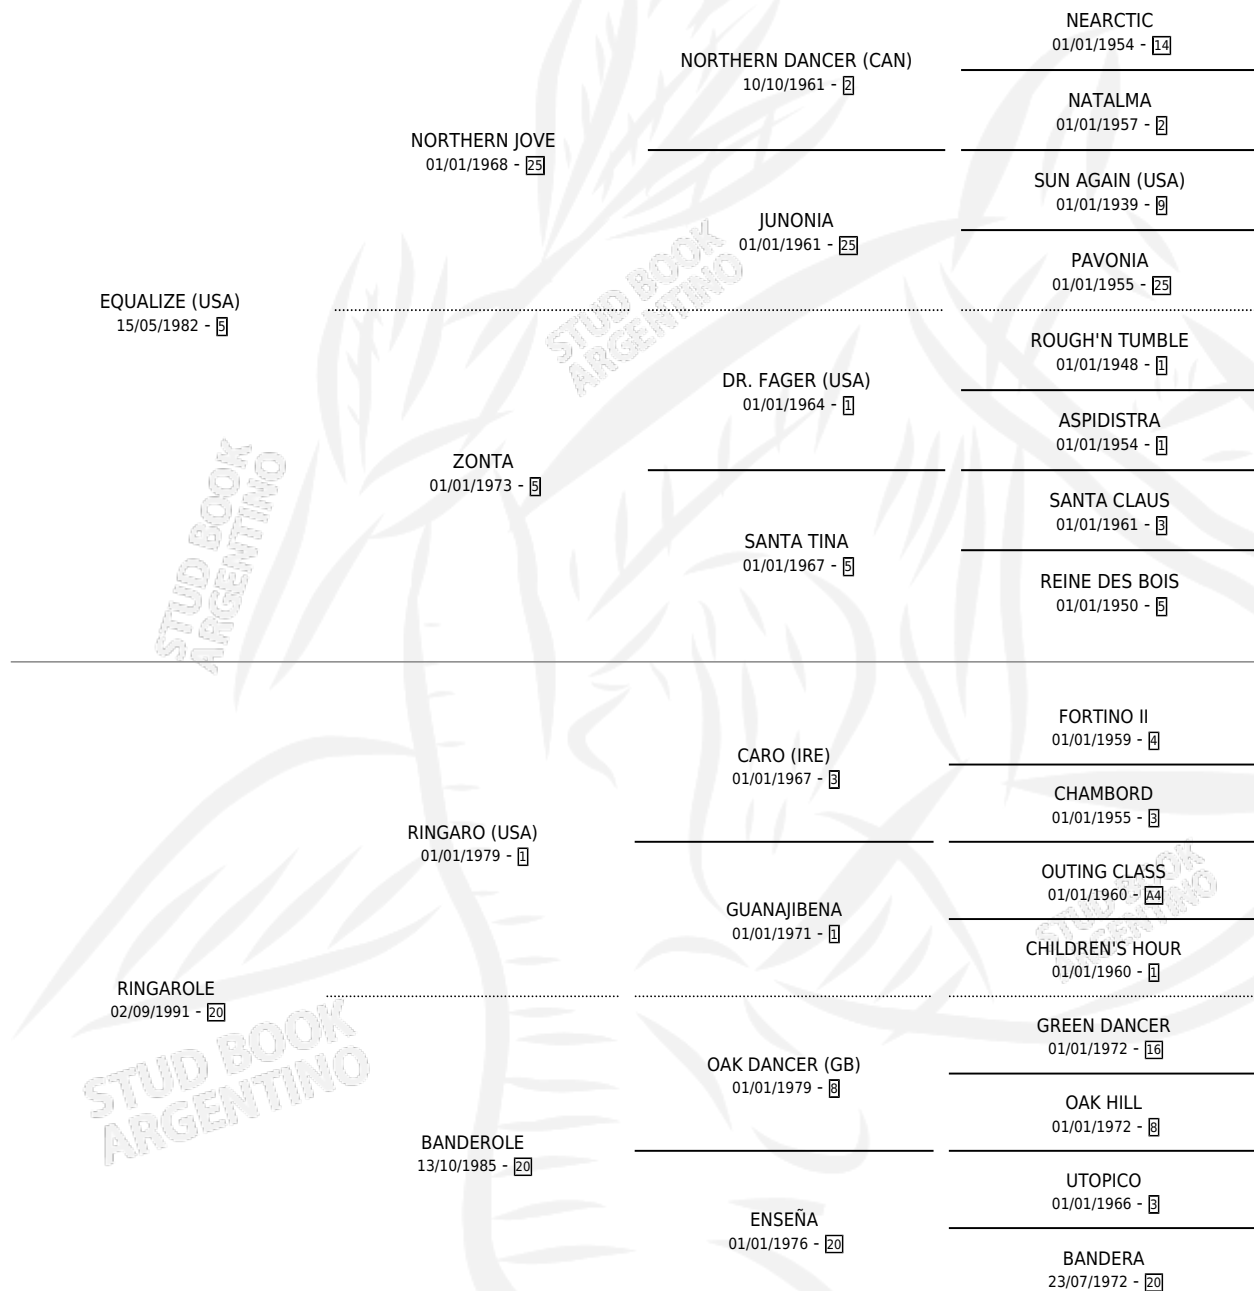 NEARCTIC
01/01/1954 - 14
NORTHERN DANCER (CAN)
10/10/1961 - 2
NATALMA
01/01/1957 - 2
NORTHERN JOVE
01/01/1968 - 25
SUN AGAIN (USA)
01/01/1939 - 9
JUNONIA
01/01/1961 - 25
PAVONIA
01/01/1955 - 25
EQUALIZE (USA)
15/05/1982 - 5
ROUGH'N TUMBLE
01/01/1948 - 1
DR. FAGER (USA)
01/01/1964 - 1
ASPIDISTRA
01/01/1954 - 1
ZONTA
01/01/1973 - 5
SANTA CLAUS
01/01/1961 - 3
SANTA TINA
01/01/1967 - 5
REINE DES BOIS
01/01/1950 - 5
FORTINO II
01/01/1959 - 4
CARO (IRE)
01/01/1967 - 3
CHAMBORD
01/01/1955 - 3
RINGARO (USA)
01/01/1979 - 1
OUTING CLASS
01/01/1960 - A4
GUANAJIBENA
01/01/1971 - 1
CHILDREN'S HOUR
01/01/1960 - 1
RINGAROLE
02/09/1991 - 20
GREEN DANCER
01/01/1972 - 16
OAK DANCER (GB)
01/01/1979 - 8
OAK HILL
01/01/1972 - 8
BANDEROLE
13/10/1985 - 20
UTOPICO
01/01/1966 - 3
ENSEÑA
01/01/1976 - 20
BANDERA
23/07/1972 - 20
STUD BOOK
ARGENTINO
STUD BOOK
ARGENTINO
STUD BOOK
ARGENTINO
STUD BOOK
ARGENTINO